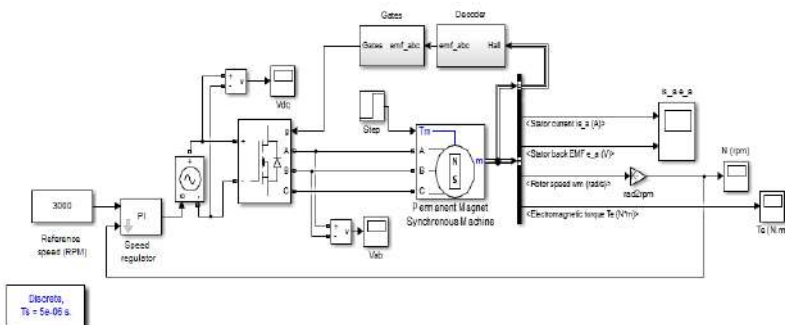 Gates
Decoder
Gates emf_abc
emf_abc Hall
is_a e_a
+
-
v
Vdc
Step
g
A
B
C
+
-
Tm
A
B
C
m
N
S
Permanent Magnet
Synchronous Machine
<Stator current is_a (A)>
<Stator back EMF e_a (V)>
<Rotor speed wm (rad/s)>
<Electromagnetic torque Te (N*m)>
rad2rpm
N (rpm)
Te (N.m
3000
Reference
speed (RPM)
PI
Speed
regulator
+
-
v
Vab
Discrete,
Ts = 5e-06 s.